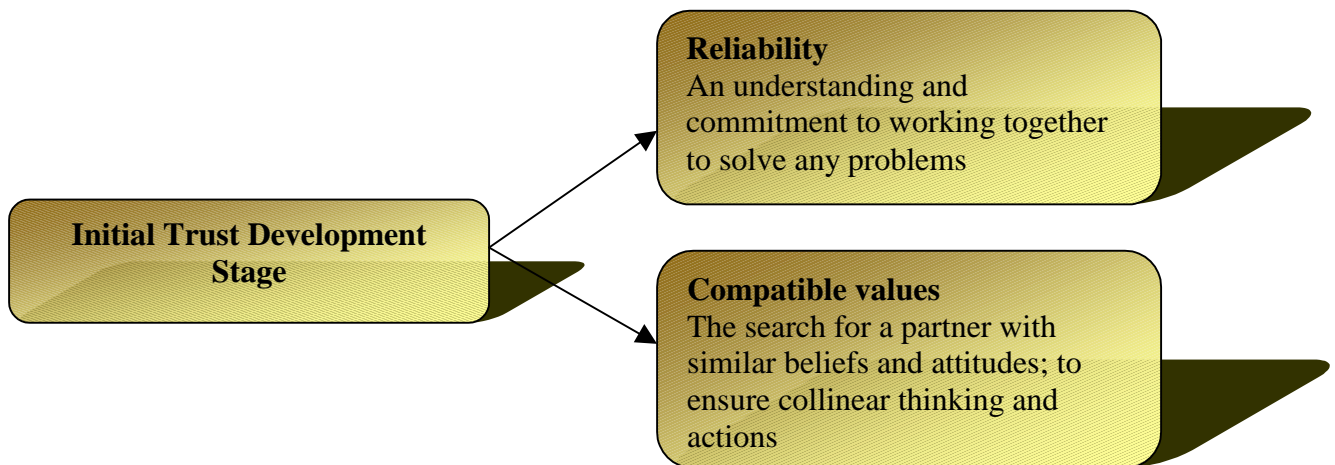 Reliability
An understanding and
commitment to working together
to solve any problems
Initial Trust Development
Stage
Compatible values
The search for a partner with
similar beliefs and attitudes; to
ensure collinear thinking and
actions